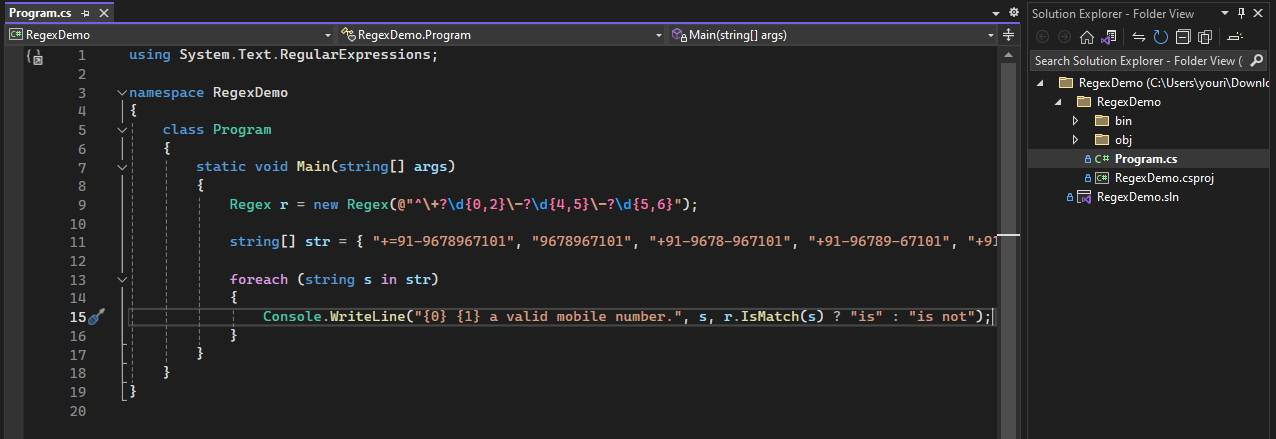 Program.cs
RegexDemo
RegexDemo.Program
Main(string[] args)
1 using System.Text.RegularExpressions;
2
3 namespace RegexDemo
4 {
5 class Program
6 {
7 static void Main(string[] args)
8 {
9 Regex r = new Regex(@"^\+?\d{0,2}\-?\d{4,5}\-?\d{5,6}");
10
11 string[] str = { "+=91-9678967101", "9678967101", "+91-9678-967101", "+91-96789-67101", "+91
12
13 foreach (string s in str)
14 {
15 Console.WriteLine("{0} {1} a valid mobile number.", s, r.IsMatch(s) ? "is" : "is not");
16 }
17 }
18 }
19 }
20
Solution Explorer - Folder View
Search Solution Explorer - Folder View (
RegexDemo (C:\Users\youri\Downlo
RegexDemo
bin
obj
C# Program.cs
C# RegexDemo.csproj
RegexDemo.sln